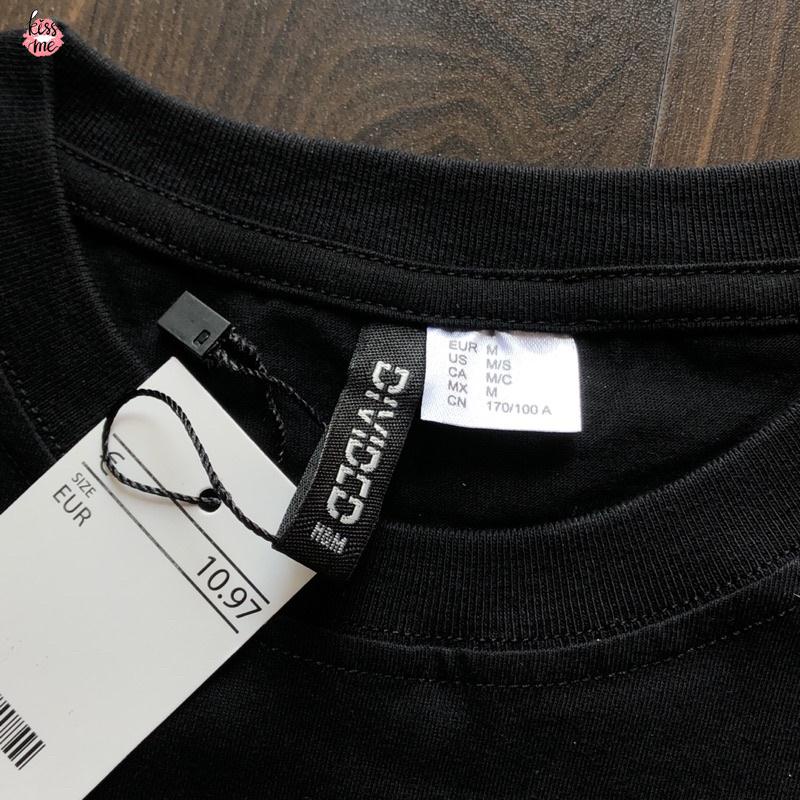 kiss
me
EUR M
US M/S
CA M/C
MX M
CN 170/100 A
DIVIDED
H&M
€
SIZE
EUR
10.97